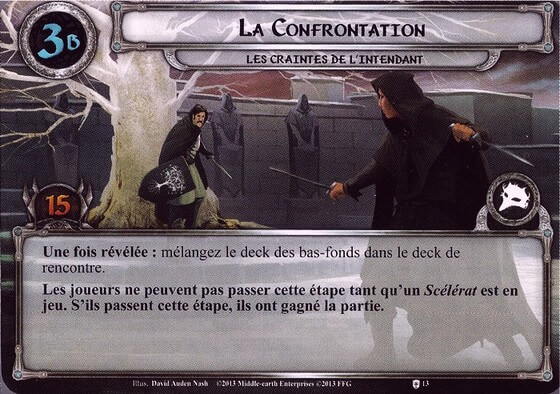 3B
LA CONFRONTATION
LES CRAINTES DE L'INTENDANT
15
Une fois révélée : mélangez le deck des bas-fonds dans le deck de
rencontre.
Les joueurs ne peuvent pas passer cette étape tant qu'un Scélérat est en
jeu. S'ils passent cette étape, ils ont gagné la partie.
Illus. David Auden Nash ©2013 Middle-earth Enterprises ©2013 FFG 13